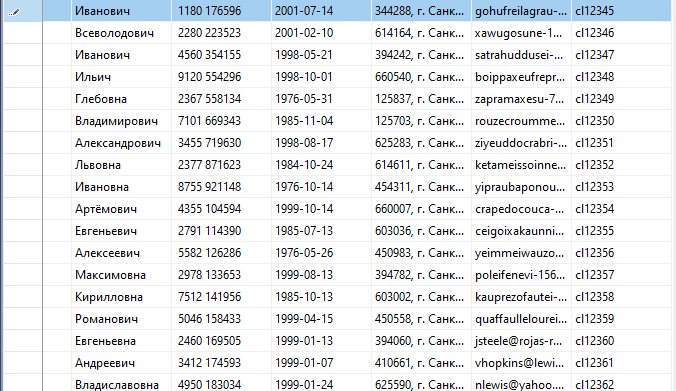 Иванович 1180 176596 2001-07-14 344288, г. Санк... gohufreilagrau-... cl12345
Всеволодович 2280 223523 2001-02-10 614164, г. Санк... xawugosune-1... cl12346
Иванович 4560 354155 1998-05-21 394242, г. Санк... satrahuddusei-... cl12347
Ильич 9120 554296 1998-10-01 660540, г. Санк... boippaxeufrepr... cl12348
Глебовна 2367 558134 1976-05-31 125837, г. Санк... zapramaxesu-7... cl12349
Владимирович 7101 669343 1985-11-04 125703, г. Санк... rouzecroumme... cl12350
Александрович 3455 719630 1998-08-17 625283, г. Санк... ziyeuddocrabri-... cl12351
Львовна 2377 871623 1984-10-24 614611, г. Санк... ketameissoinne... cl12352
Ивановна 8755 921148 1976-10-14 454311, г. Санк... yipraubaponou... cl12353
Артёмович 4355 104594 1999-10-14 660007, г. Санк... crapedocouca-... cl12354
Евгеньевич 2791 114390 1985-07-13 603036, г. Санк... ceigoixakaunni... cl12355
Алексеевич 5582 126286 1976-05-26 450983, г. Санк... yeimmeiwauzo... cl12356
Максимовна 2978 133653 1999-08-13 394782, г. Санк... poleifenevi-156... cl12357
Кирилловна 7512 141956 1985-10-13 603002, г. Санк... kauprezofautei-... cl12358
Романович 5046 158433 1999-04-15 450558, г. Санк... quaffaullelourei... cl12359
Евгеньевна 2460 169505 1999-01-13 394060, г. Санк... jsteele@rojas-r... cl12360
Андреевич 3412 174593 1999-01-07 410661, г. Санк... vhopkins@lewi... cl12361
Владиславовна 4950 183034 1999-01-24 625590, г. Санк... nlewis@yahoo.... cl12362